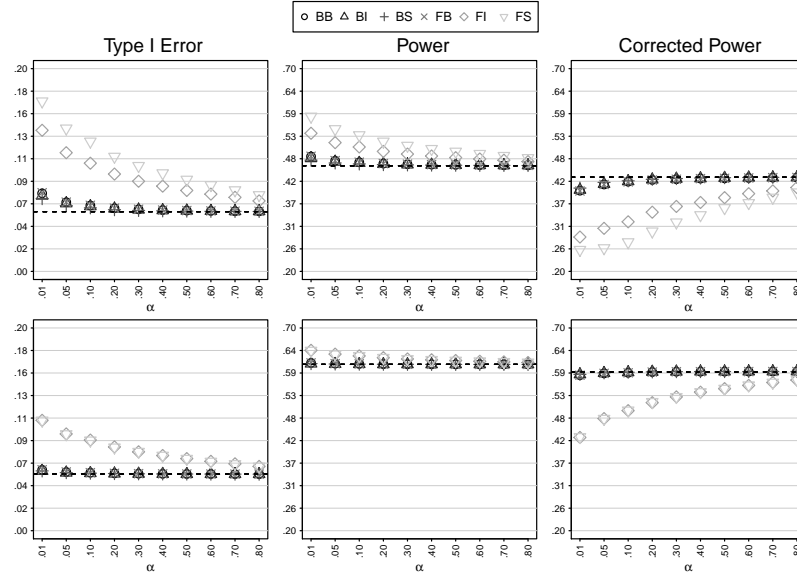 BB BI BS FB FI FS
Type I Error Power Corrected Power
.20 .70 .70
.18 .64 .64
.16 .59 .59
.13 .53 .53
.11 .48 .48
.09 .42 .42
.07 .37 .37
.04 .31 .31
.02 .26 .26
.00 .20 .20
.01 .05 .10 .20 .30 .40 .50 .60 .70 .80 .01 .05 .10 .20 .30 .40 .50 .60 .70 .80 .01 .05 .10 .20 .30 .40 .50 .60 .70 .80
α α α
.20 .70 .70
.18 .64 .64
.16 .59 .59
.13 .53 .53
.11 .48 .48
.09 .42 .42
.07 .37 .37
.04 .31 .31
.02 .26 .26
.00 .20 .20
.01 .05 .10 .20 .30 .40 .50 .60 .70 .80 .01 .05 .10 .20 .30 .40 .50 .60 .70 .80 .01 .05 .10 .20 .30 .40 .50 .60 .70 .80
α α α